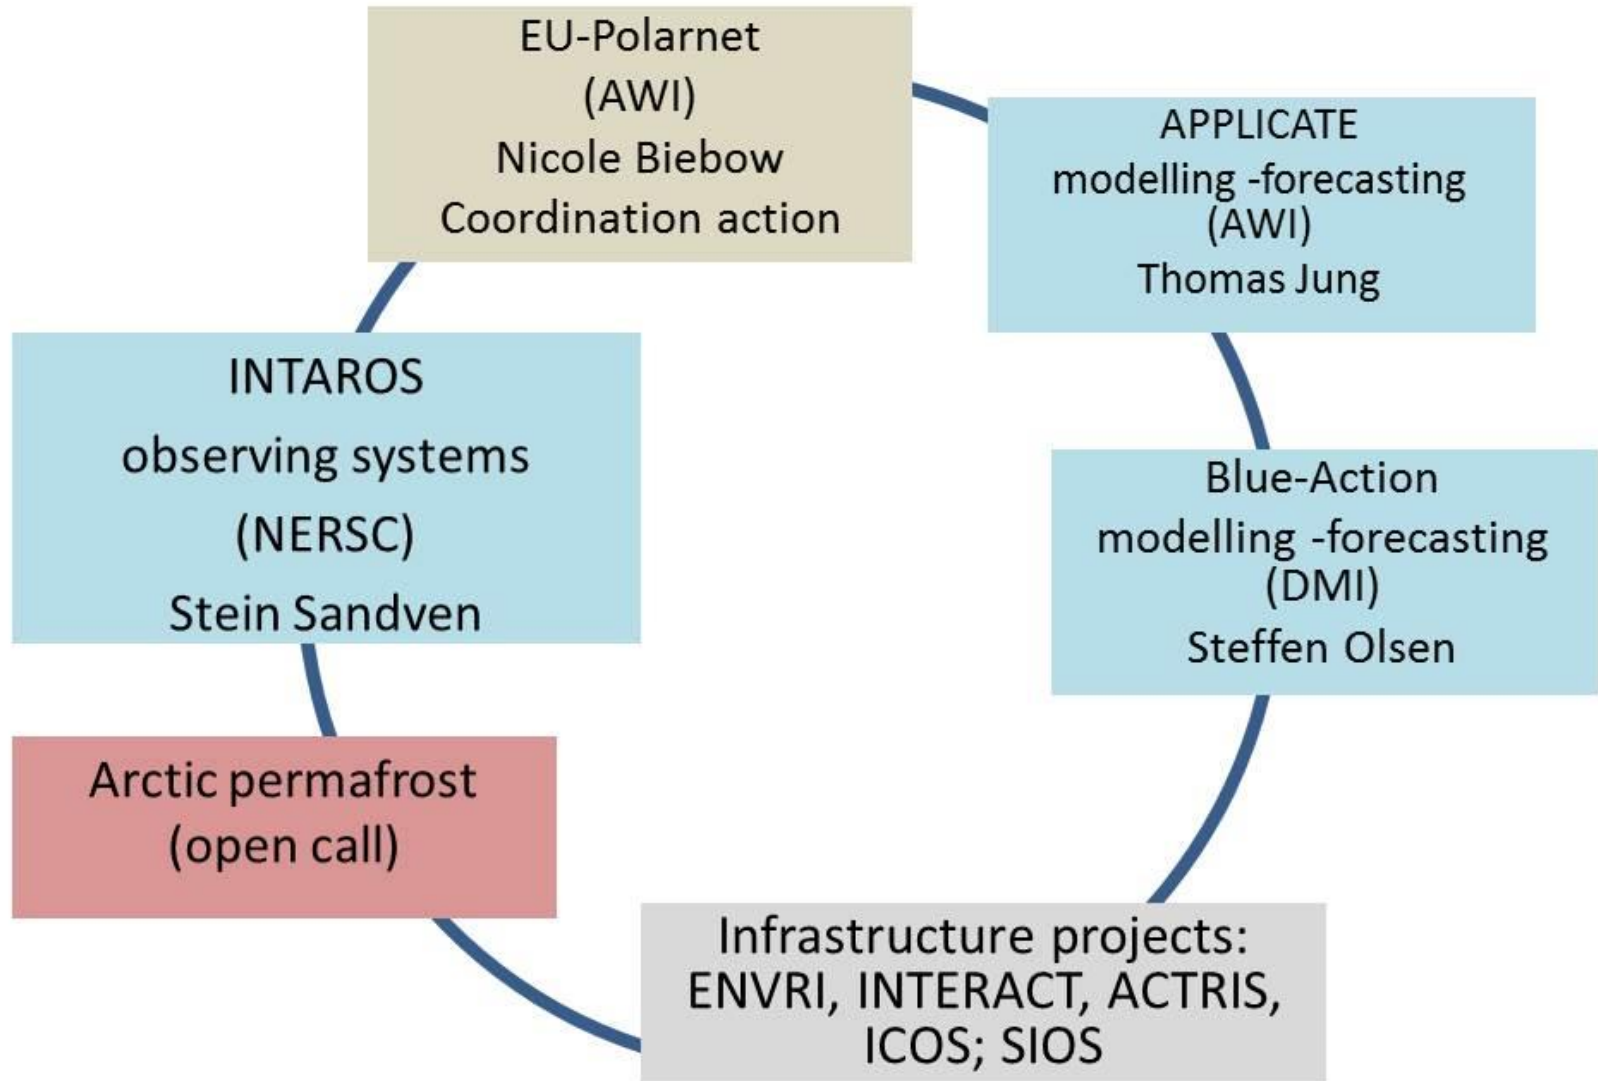 EU-Polarnet
(AWI)
Nicole Biebow
Coordination action
APPLICATE
modelling -forecasting
(AWI)
Thomas Jung
INTAROS
observing systems
(NERSC)
Stein Sandven
Blue-Action
modelling -forecasting
(DMI)
Steffen Olsen
Arctic permafrost
(open call)
Infrastructure projects:
ENVRI, INTERACT, ACTRIS,
ICOS; SIOS